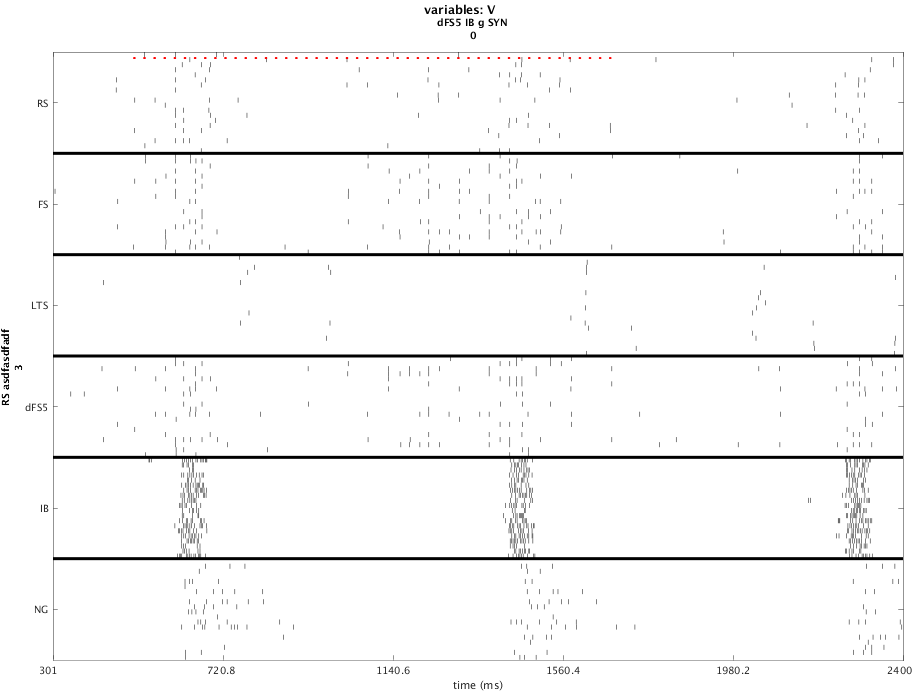 variables: V
dFS5 IB g SYN
0
RS
FS
LTS
dFS5
IB
NG
RS asdfasdfadf
3
301
720.8
1140.6
1560.4
1980.2
2400
time (ms)